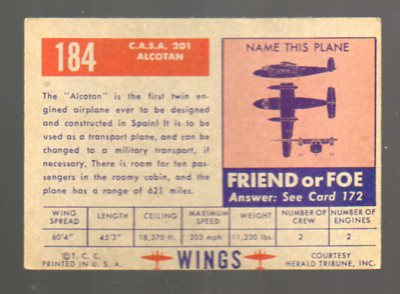 184
C.A.S.A. 201
ALCOTAN
The "Alcotan" is the first twin en-
gined airplane ever to be designed
and constructed in Spain! It is to be
used as a transport plane, and can be
changed to a military transport, if
necessary. There is room for ten pas-
sengers in the roomy cabin, and the
plane has a range of 621 miles.
NAME THIS PLANE
FRIEND or FOE
Answer: See Card 172
WING SPREAD LENGTH CEILING MAXIMUM SPEED WEIGHT NUMBER OF CREW NUMBER OF ENGINES
60'4" 45'3" 18,370 ft. 203 mph 11,230 lbs. 2 2
© T. C. C.
PRINTED IN U. S. A.
WINGS
COURTESY
HERALD TRIBUNE, INC.